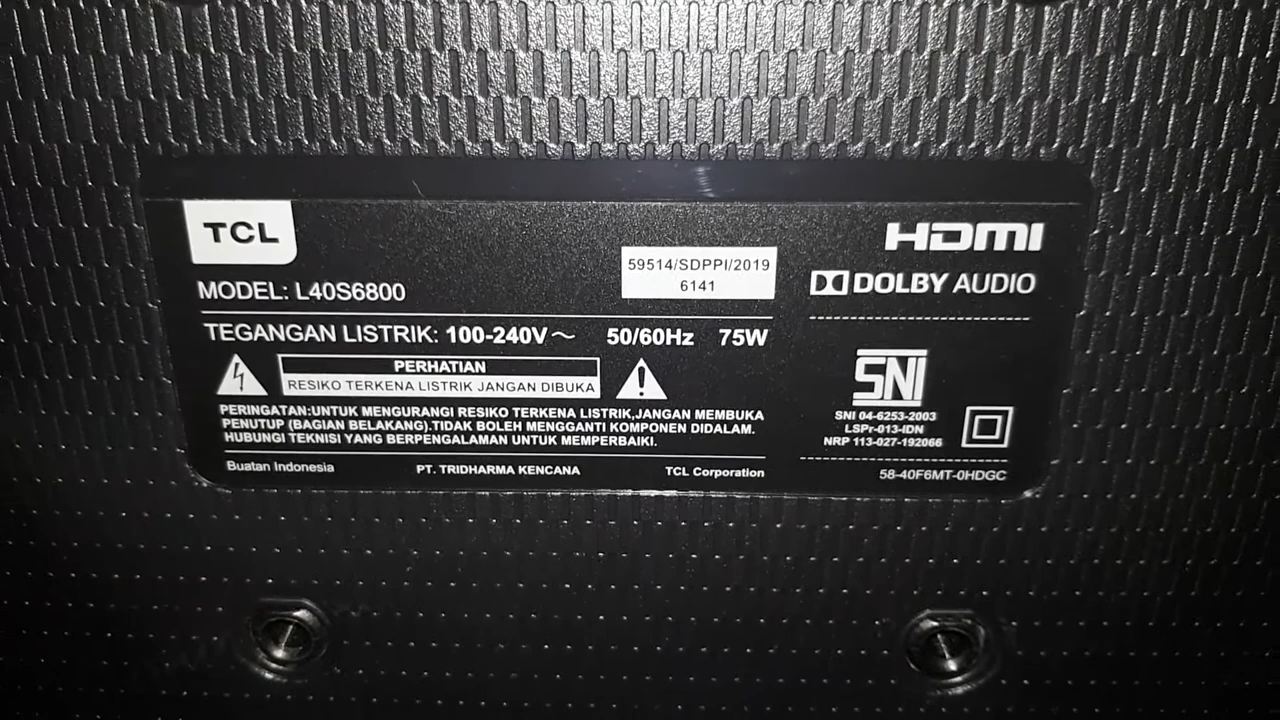 TCL
HDMI
59514/SDPPI/2019
6141
DOLBY AUDIO
MODEL: L40S6800
TEGANGAN LISTRIK: 100-240V～ 50/60Hz 75W
PERHATIAN
RESIKO TERKENA LISTRIK JANGAN DIBUKA
PERINGATAN:UNTUK MENGURANGI RESIKO TERKENA LISTRIK,JANGAN MEMBUKA
PENUTUP (BAGIAN BELAKANG).TIDAK BOLEH MENGGANTI KOMPONEN DIDALAM.
HUBUNGI TEKNISI YANG BERPENGALAMAN UNTUK MEMPERBAIKI.
SNI
SNI 04-6253-2003
LSPr-013-IDN
NRP 113-027-192066
Buatan Indonesia PT. TRIDHARMA KENCANA TCL Corporation
58-40F6MT-0HDGC